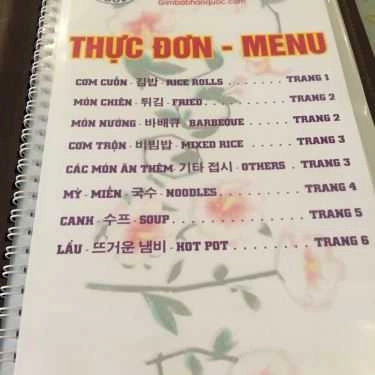 Gimbabhanquoc.com
THỰC ĐƠN - MENU
CƠM CUỐN - 김밥 - RICE ROLLS . . . . . . . TRANG 1
MÓN CHIÊN - 튀김 - FRIED . . . . . . . . . . TRANG 2
MÓN NƯỚNG - 바배큐 - BARBEQUE . . . . . . TRANG 2
CƠM TRỘN - 비빔밥 - MIXED RICE . . . . . . TRANG 3
CÁC MÓN ĂN THÊM - 기타 접시 - OTHERS . TRANG 3
MỲ - MIẾN - 국수 - NOODLES . . . . . . . . . TRANG 4
CANH - 수프 - SOUP . . . . . . . . . . . . . TRANG 5
LẨU - 뜨거운 냄비 - HOT POT . . . . . . . . . TRANG 6